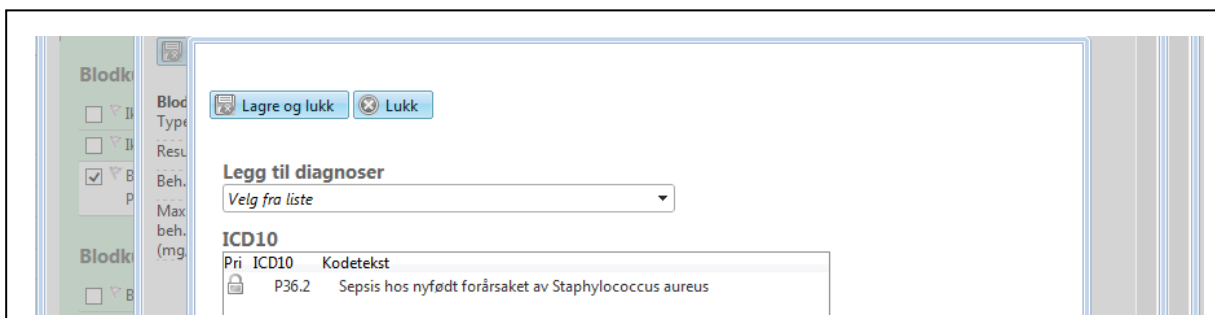 Blodk
Blod
Type
Resu
Beh.
Max
beh.
(mg.
Blodk
Lagre og lukk
Lukk
Legg til diagnoser
Velg fra liste
ICD10
Pri ICD10 Kodetekst
P36.2 Sepsis hos nyfødt forårsaket av Staphylococcus aureus